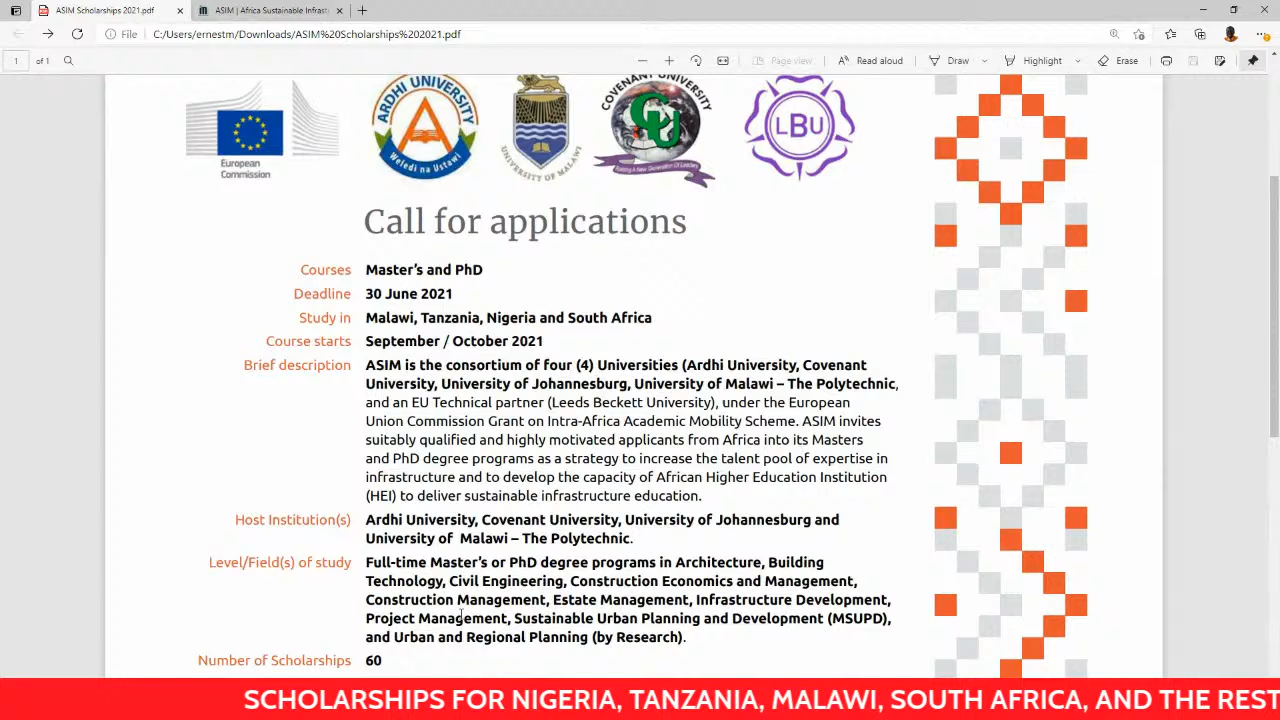 ASIM Scholarships 2021.pdf
ASIM | Africa Sustainable Infrast
File
C:/Users/ernestm/Downloads/ASIM%20Scholarships%202021.pdf
1 of 1
Page view
Read aloud
Draw
Highlight
Erase
European
Commission
ARDHI UNIVERSITY
Weledi na Ustawi
UNIVERSITY OF MALAWI
COVENANT UNIVERSITY
CU
Raising A New Generation Of Leaders
LBU
Call for applications
Courses Master's and PhD
Deadline 30 June 2021
Study in Malawi, Tanzania, Nigeria and South Africa
Course starts September / October 2021
Brief description ASIM is the consortium of four (4) Universities (Ardhi University, Covenant
University, University of Johannesburg, University of Malawi – The Polytechnic,
and an EU Technical partner (Leeds Beckett University), under the European
Union Commission Grant on Intra-Africa Academic Mobility Scheme. ASIM invites
suitably qualified and highly motivated applicants from Africa into its Masters
and PhD degree programs as a strategy to increase the talent pool of expertise in
infrastructure and to develop the capacity of African Higher Education Institution
(HEI) to deliver sustainable infrastructure education.
Host Institution(s) Ardhi University, Covenant University, University of Johannesburg and
University of Malawi – The Polytechnic.
Level/Field(s) of study Full-time Master's or PhD degree programs in Architecture, Building
Technology, Civil Engineering, Construction Economics and Management,
Construction Management, Estate Management, Infrastructure Development,
Project Management, Sustainable Urban Planning and Development (MSUPD),
and Urban and Regional Planning (by Research).
Number of Scholarships 60
SCHOLARSHIPS FOR NIGERIA, TANZANIA, MALAWI, SOUTH AFRICA, AND THE REST